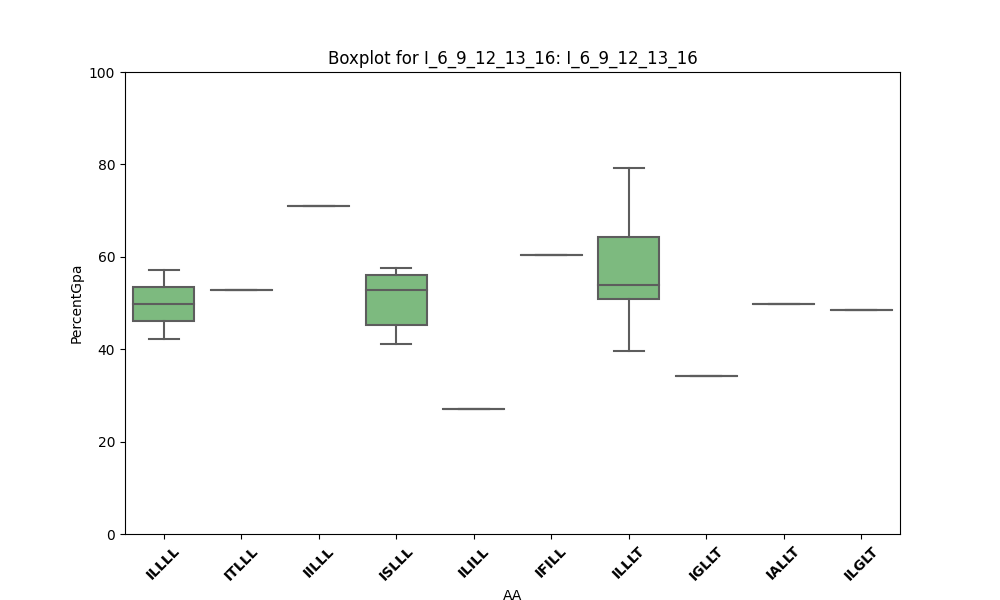 Boxplot for I_6_9_12_13_16: I_6_9_12_13_16
100
80
60
40
20
0
PercentGpa
ILLLL
ITLLL
IILLL
ISLLL
ILILL
IFILL
ILLLT
IGLLT
IALLT
ILGLT
AA